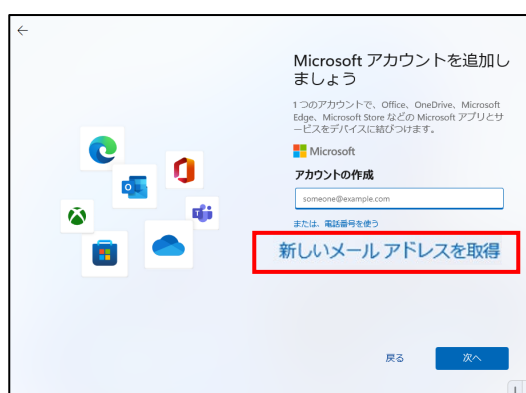 ←
Microsoft アカウントを追加し
ましょう
1 つのアカウントで、Office、OneDrive、Microsoft
Edge、Microsoft Store などの Microsoft アプリとサ
ービスをデバイスに結びつけます。
Microsoft
アカウントの作成
someone@example.com
または、電話番号を使う
新しいメール アドレスを取得
戻る
次へ